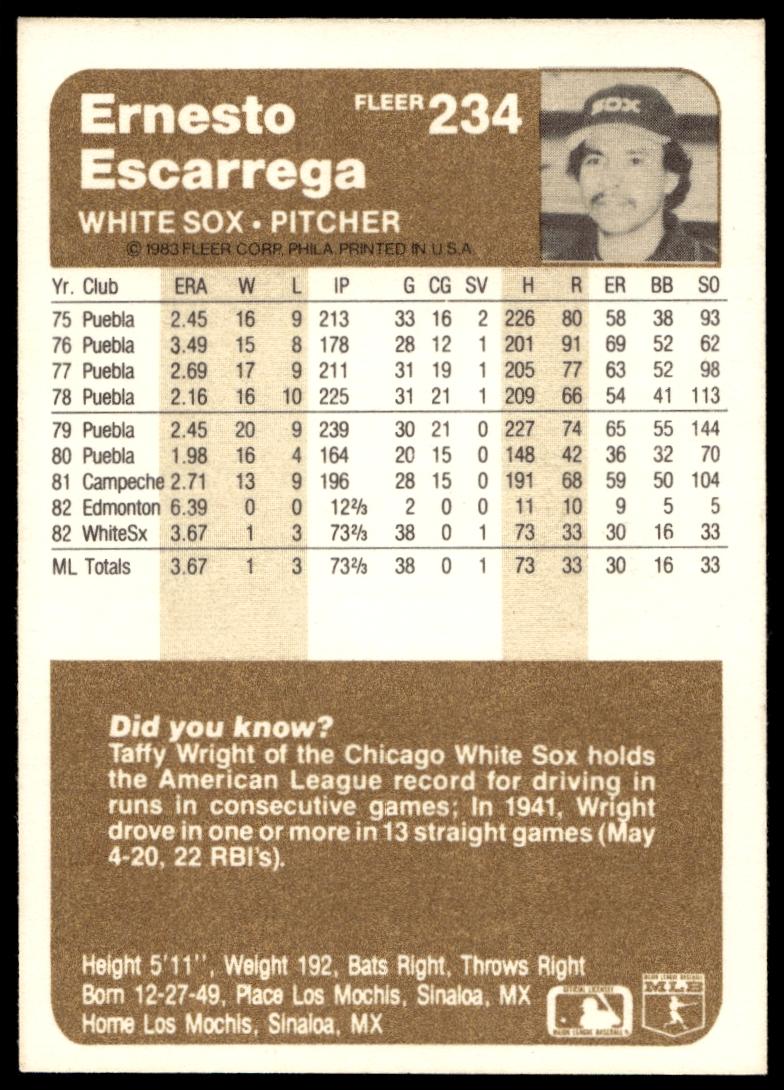 Ernesto FLEER 234
Escarrega
WHITE SOX • PITCHER
© 1983 FLEER CORP. PHILA. PRINTED IN U.S.A.
SOX
Yr. Club ERA W L IP G CG SV H R ER BB SO
75 Puebla 2.45 16 9 213 33 16 2 226 80 58 38 93
76 Puebla 3.49 15 8 178 28 12 1 201 91 69 52 62
77 Puebla 2.69 17 9 211 31 19 1 205 77 63 52 98
78 Puebla 2.16 16 10 225 31 21 1 209 66 54 41 113
79 Puebla 2.45 20 9 239 30 21 0 227 74 65 55 144
80 Puebla 1.98 16 4 164 20 15 0 148 42 36 32 70
81 Campeche 2.71 13 9 196 28 15 0 191 68 59 50 104
82 Edmonton 6.39 0 0 12⅔ 2 0 0 11 10 9 5 5
82 WhiteSx 3.67 1 3 73⅔ 38 0 1 73 33 30 16 33
ML Totals 3.67 1 3 73⅔ 38 0 1 73 33 30 16 33
Did you know?
Taffy Wright of the Chicago White Sox holds
the American League record for driving in
runs in consecutive games; In 1941, Wright
drove in one or more in 13 straight games (May
4-20, 22 RBI's).
Height 5'11'', Weight 192, Bats Right, Throws Right
Born 12-27-49, Place Los Mochis, Sinaloa, MX
Home Los Mochis, Sinaloa, MX
OFFICIAL LICENSEE
MAJOR LEAGUE BASEBALL
MAJOR LEAGUE BASEBALL
MLB